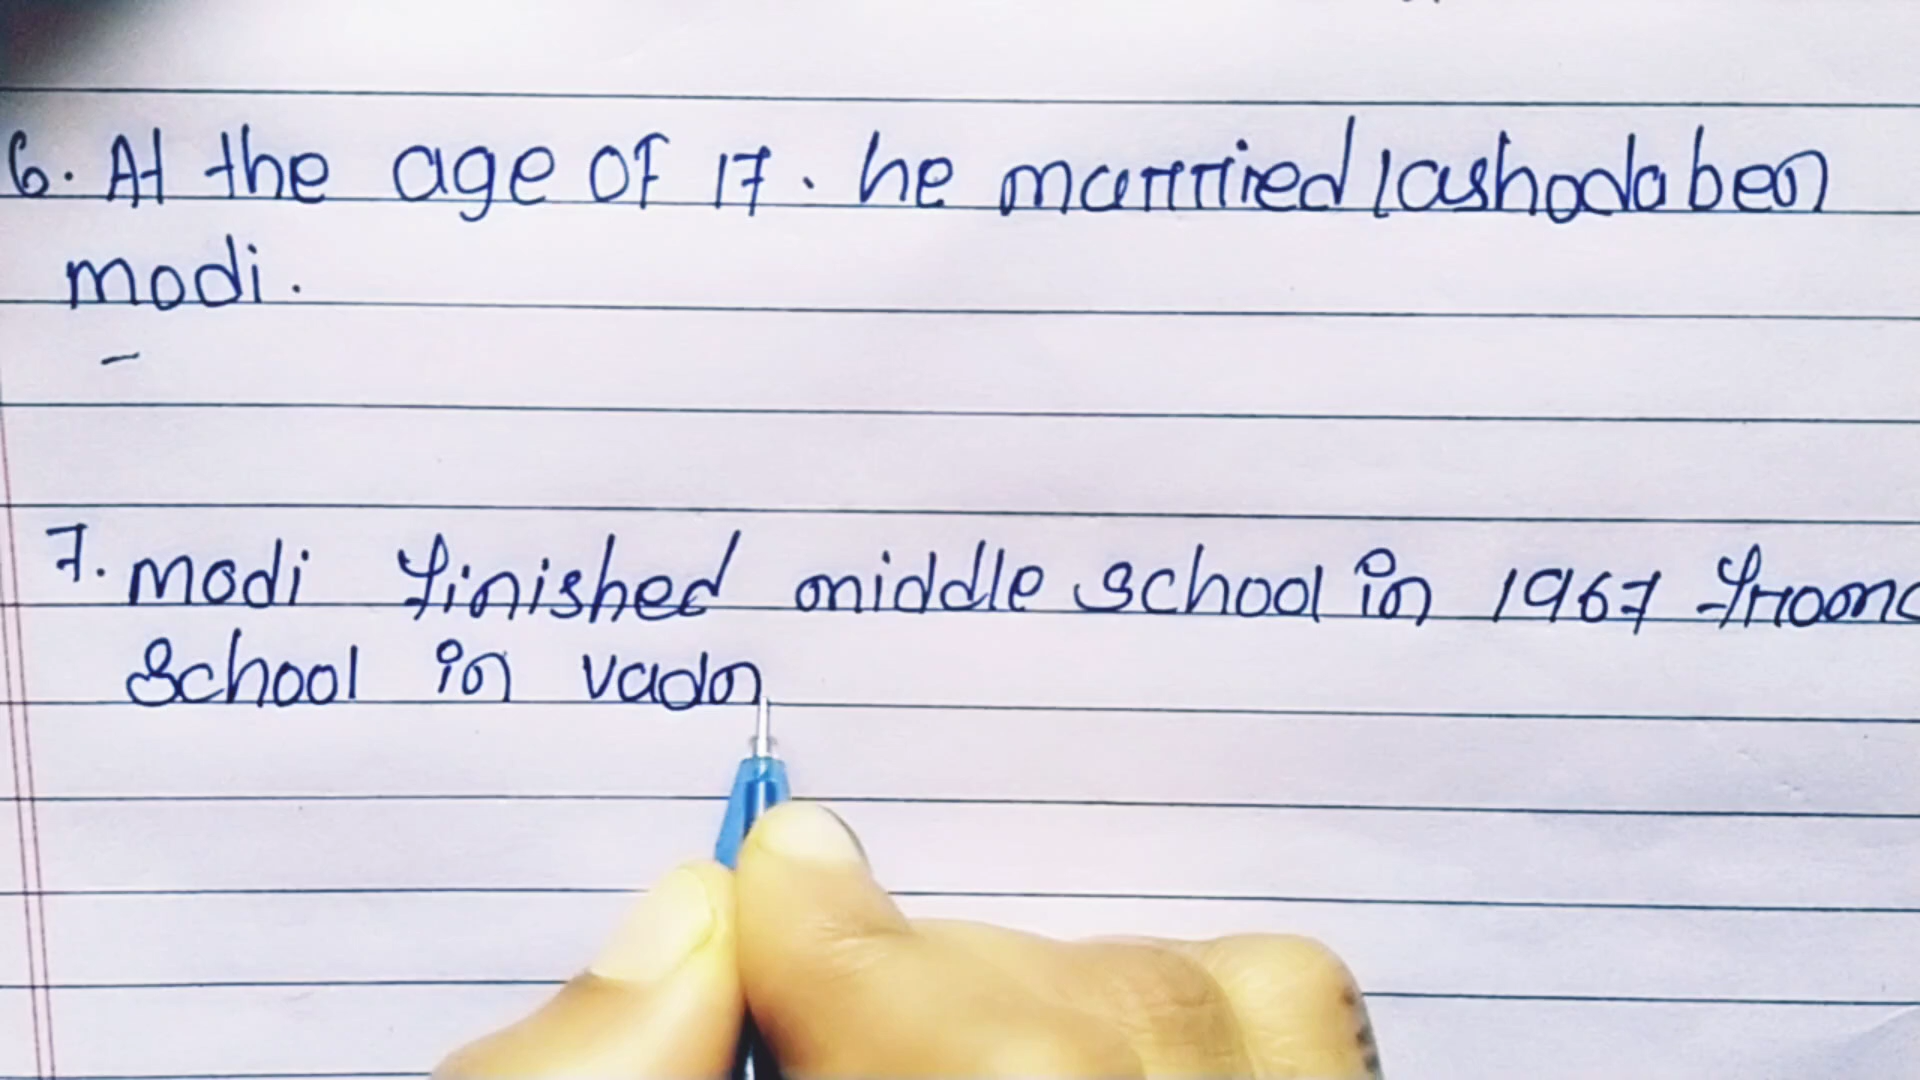 6. At the age of 17. he married Jashodaben
modi.
7. modi finished middle school in 1967 from
school in vadn